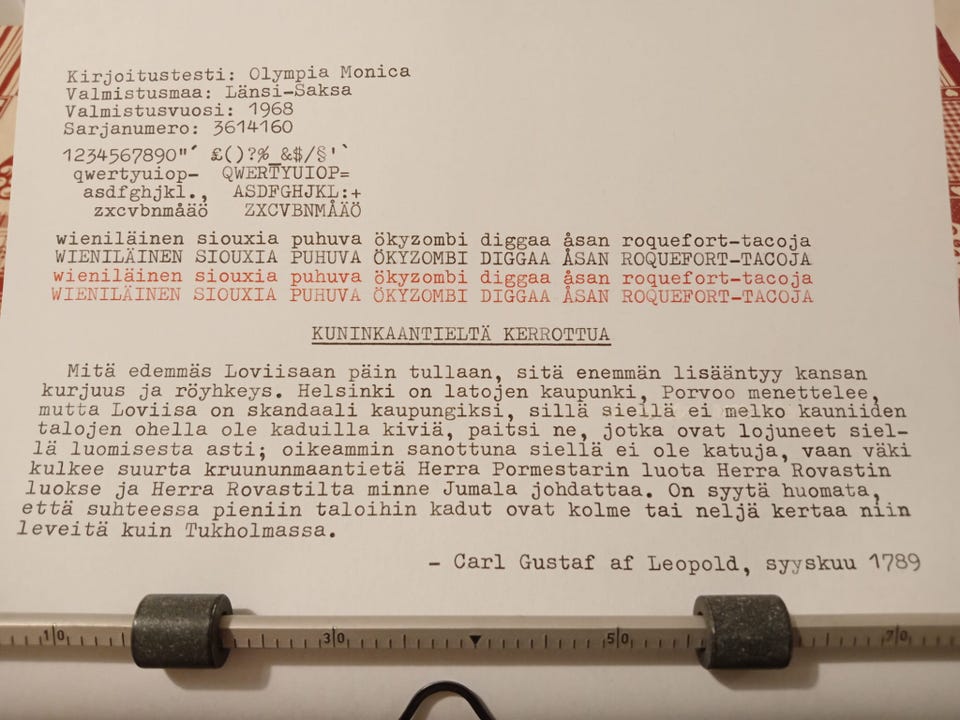 Kirjoitustesti: Olympia Monica
Valmistusmaa: Länsi-Saksa
Valmistusvuosi: 1968
Sarjanumero: 3614160
1234567890"´ £()?%_&$/§'`
qwertyuiop- QWERTYUIOP=
asdfghjkl., ASDFGHJKL:+
zxcvbnmåäö ZXCVBNMÅÄÖ
wieniläinen siouxia puhuva ökyzombi diggaa åsan roquefort-tacoja
WIENILÄINEN SIOUXIA PUHUVA ÖKYZOMBI DIGGAA ÅSAN ROQUEFORT-TACOJA
wieniläinen siouxia puhuva ökyzombi diggaa åsan roquefort-tacoja
WIENILÄINEN SIOUXIA PUHUVA ÖKYZOMBI DIGGAA ÅSAN ROQUEFORT-TACOJA
KUNINKAANTIELTÄ KERROTTUA
Mitä edemmäs Loviisaan päin tullaan, sitä enemmän lisääntyy kansan
kurjuus ja röyhkeys. Helsinki on latojen kaupunki, Porvoo menettelee,
mutta Loviisa on skandaali kaupungiksi, sillä siellä ei melko kauniiden
talojen ohella ole kaduilla kiviä, paitsi ne, jotka ovat lojuneet siel-
lä luomisesta asti; oikeammin sanottuna siellä ei ole katuja, vaan väki
kulkee suurta kruununmaantietä Herra Pormestarin luota Herra Rovastin
luokse ja Herra Rovastilta minne Jumala johdattaa. On syytä huomata,
että suhteessa pieniin taloihin kadut ovat kolme tai neljä kertaa niin
leveitä kuin Tukholmassa.
- Carl Gustaf af Leopold, syyskuu 1789
10 30 50 70